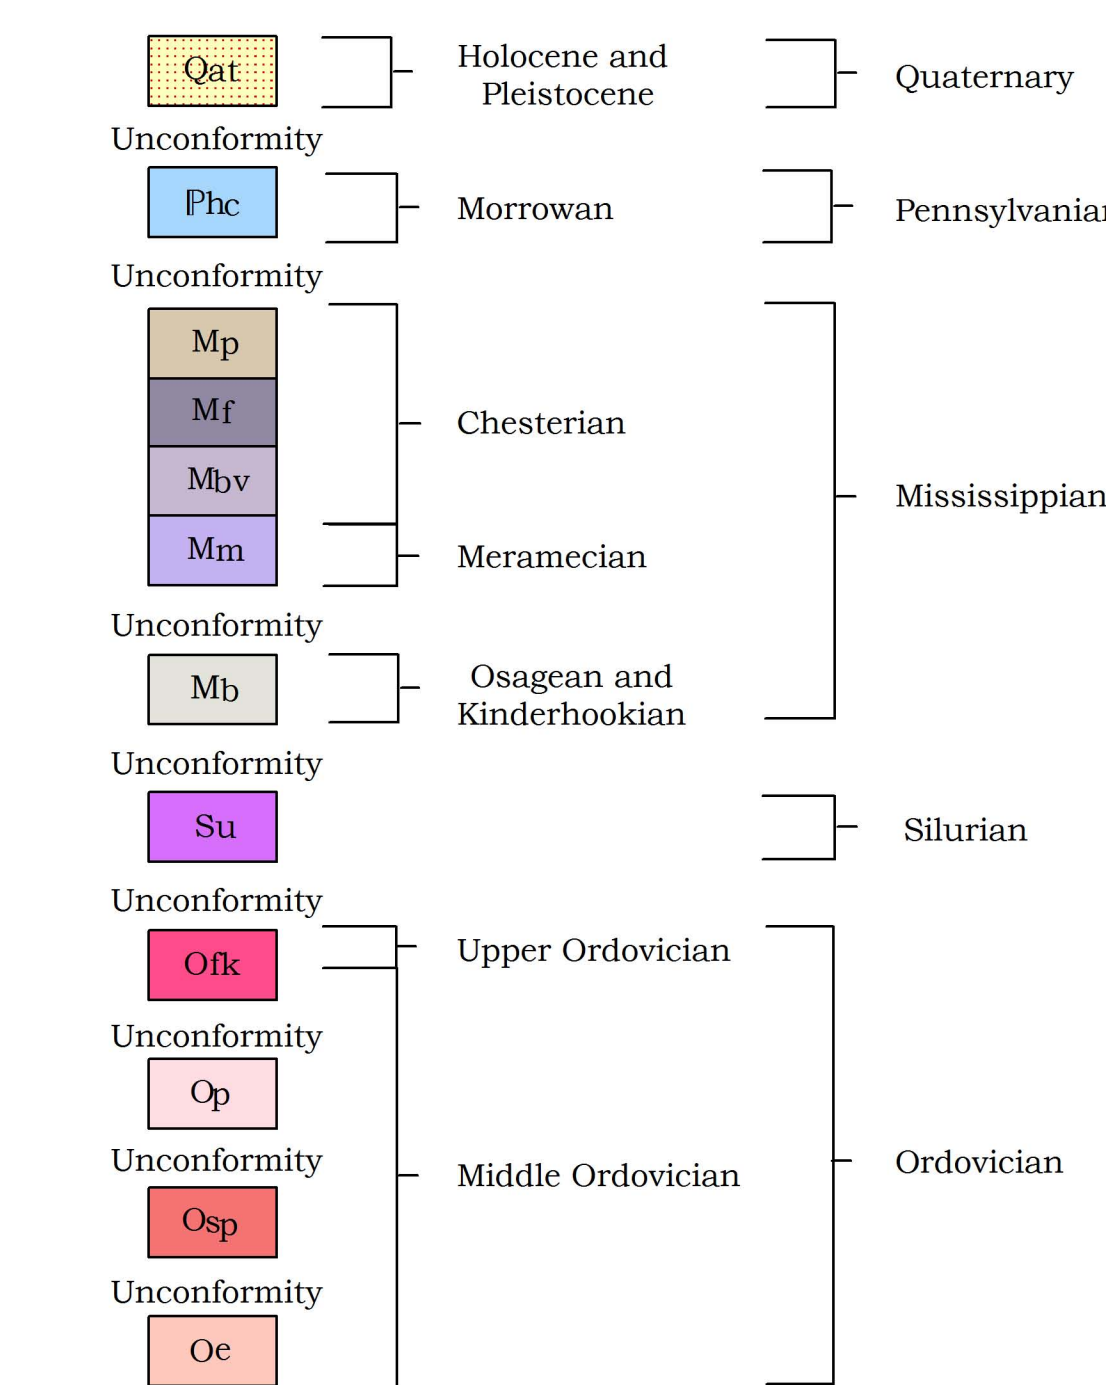 Qat
Holocene and
Pleistocene
Quaternary
Unconformity
ℙhc
Morrowan
Pennsylvanian
Unconformity
Mp
Mf
Chesterian
Mbv
Mississippian
Mm
Meramecian
Unconformity
Mb
Osagean and
Kinderhookian
Unconformity
Su
Silurian
Unconformity
Ofk
Upper Ordovician
Unconformity
Op
Unconformity
Middle Ordovician
Ordovician
Osp
Unconformity
Oe